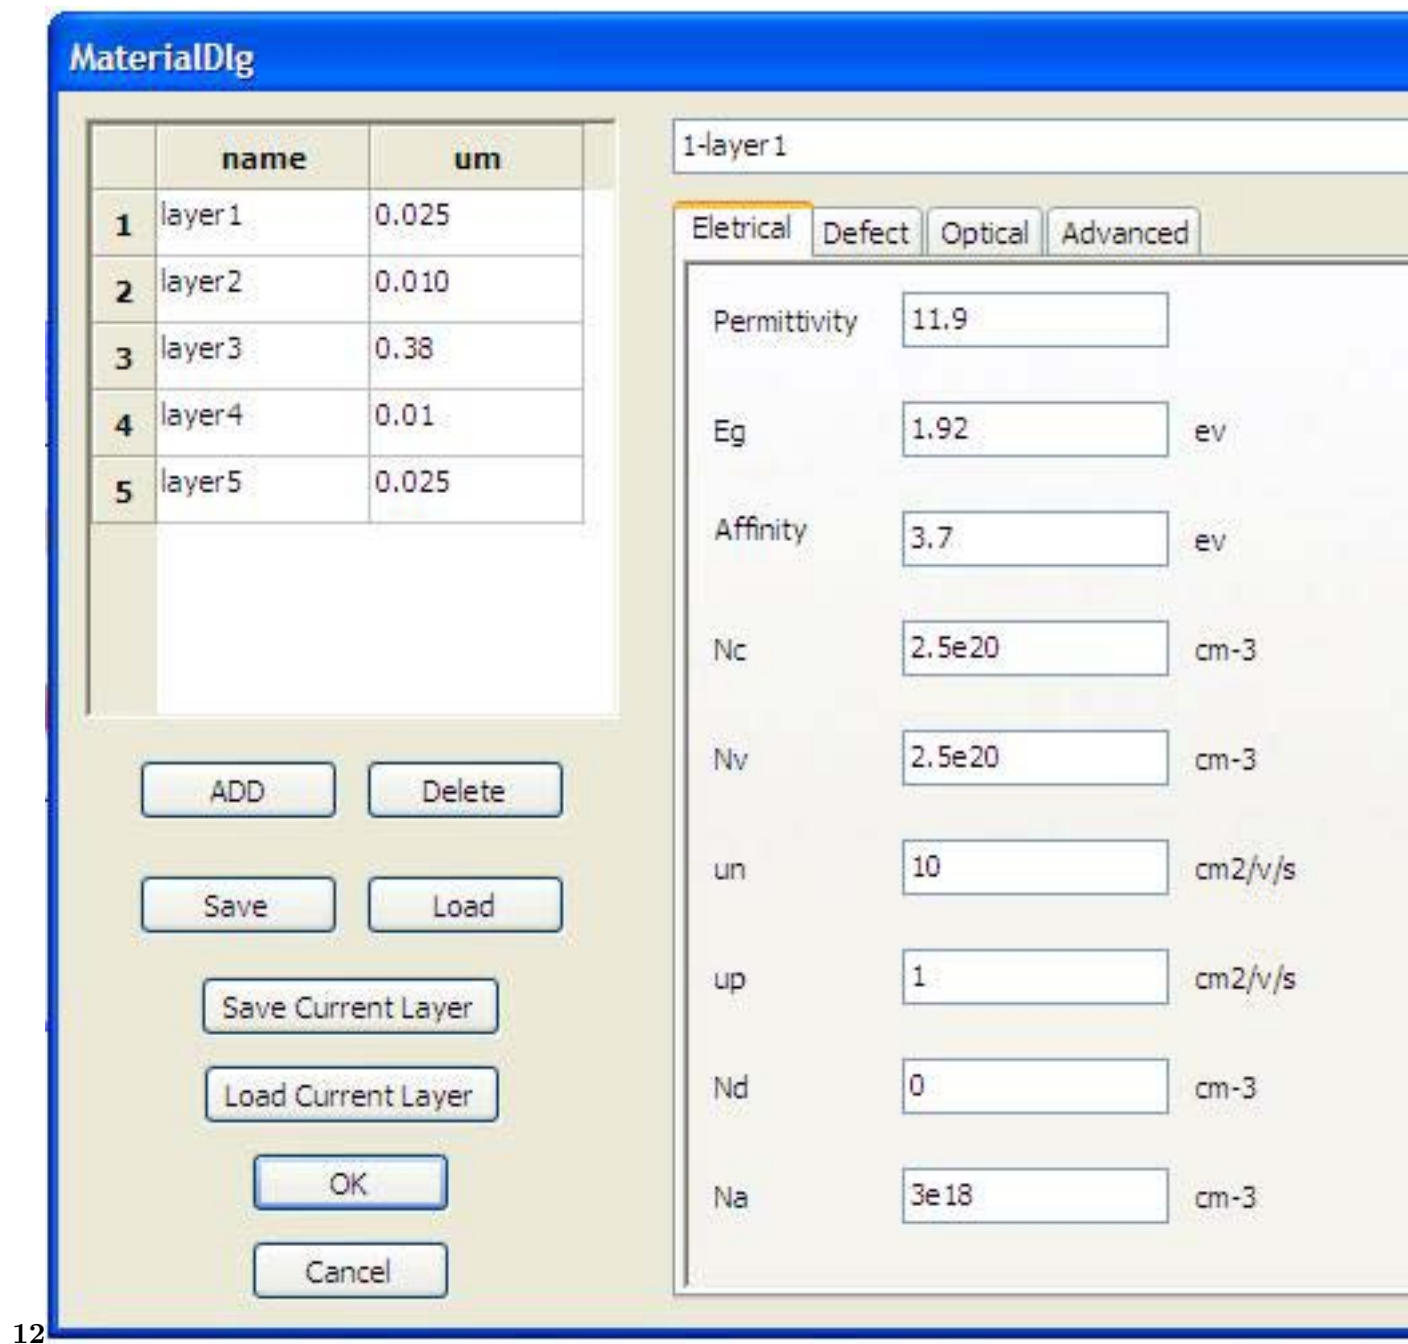 MaterialDlg
name um
1 layer1 0.025
2 layer2 0.010
3 layer3 0.38
4 layer4 0.01
5 layer5 0.025
ADD Delete
Save Load
Save Current Layer
Load Current Layer
OK
Cancel
1-layer1
Eletrical Defect Optical Advanced
Permittivity 11.9
Eg 1.92 ev
Affinity 3.7 ev
Nc 2.5e20 cm-3
Nv 2.5e20 cm-3
un 10 cm2/v/s
up 1 cm2/v/s
Nd 0 cm-3
Na 3e18 cm-3
12